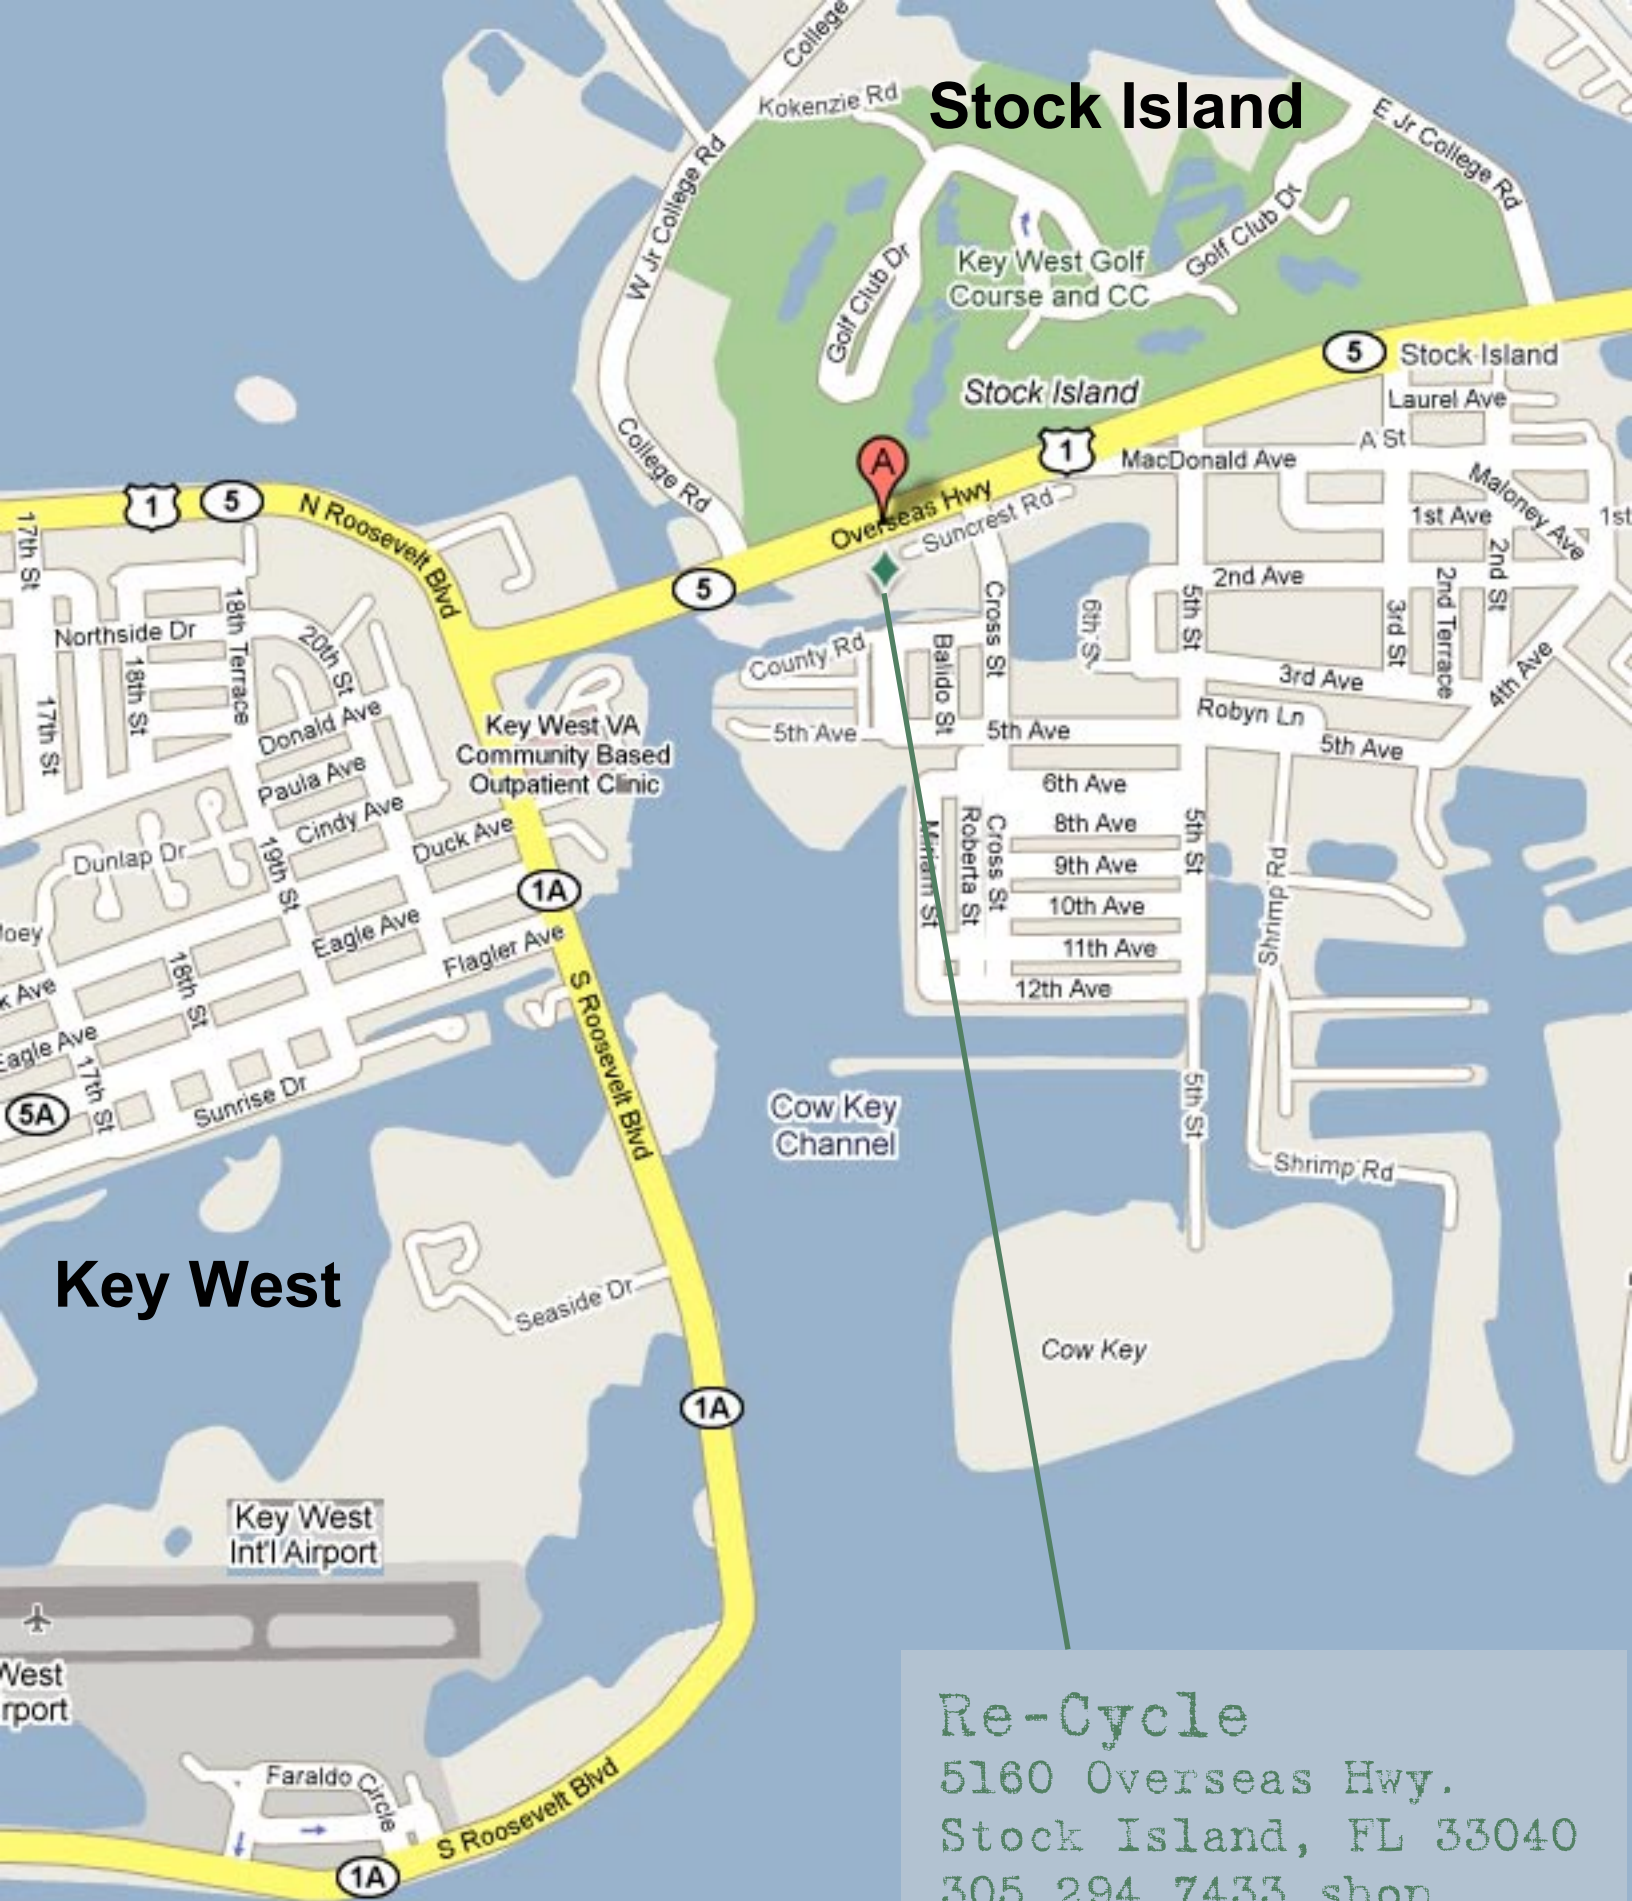 College
Kokenzie Rd
Stock Island
E Jr College Rd
W Jr College Rd
Golf Club Dr
Key West Golf
Course and CC
Golf Club Dr
5
Stock Island
Stock Island
Laurel Ave
A
1
A St
MacDonald Ave
College Rd
Overseas Hwy
Suncrest Rd
Maloney Ave
1st Ave
1st
1
5
N Roosevelt Blvd
17th St
5
2nd Ave
2nd St
18th Terrace
Cross St
6th St
5th St
3rd St
2nd Terrace
Northside Dr
20th St
County Rd
Balido St
18th St
3rd Ave
4th Ave
17th St
Donald Ave
Key West VA
Community Based
Outpatient Clinic
5th Ave
5th Ave
Robyn Ln
5th Ave
Paula Ave
6th Ave
Cindy Ave
Duck Ave
Dunlap Dr
19th St
Miriam St
Roberta St
Cross St
8th Ave
5th St
9th Ave
1A
10th Ave
Shrimp Rd
oey
Eagle Ave
Flagler Ave
11th Ave
k Ave
18th St
12th Ave
S Roosevelt Blvd
Eagle Ave
17th St
5A
Sunrise Dr
Cow Key
Channel
5th St
Shrimp Rd
Key West
Seaside Dr
Cow Key
1A
Key West
Int'l Airport
West
rport
Re-Cycle
5160 Overseas Hwy.
Stock Island, FL 33040
305 294 7433 shop
Faraldo Circle
S Roosevelt Blvd
1A